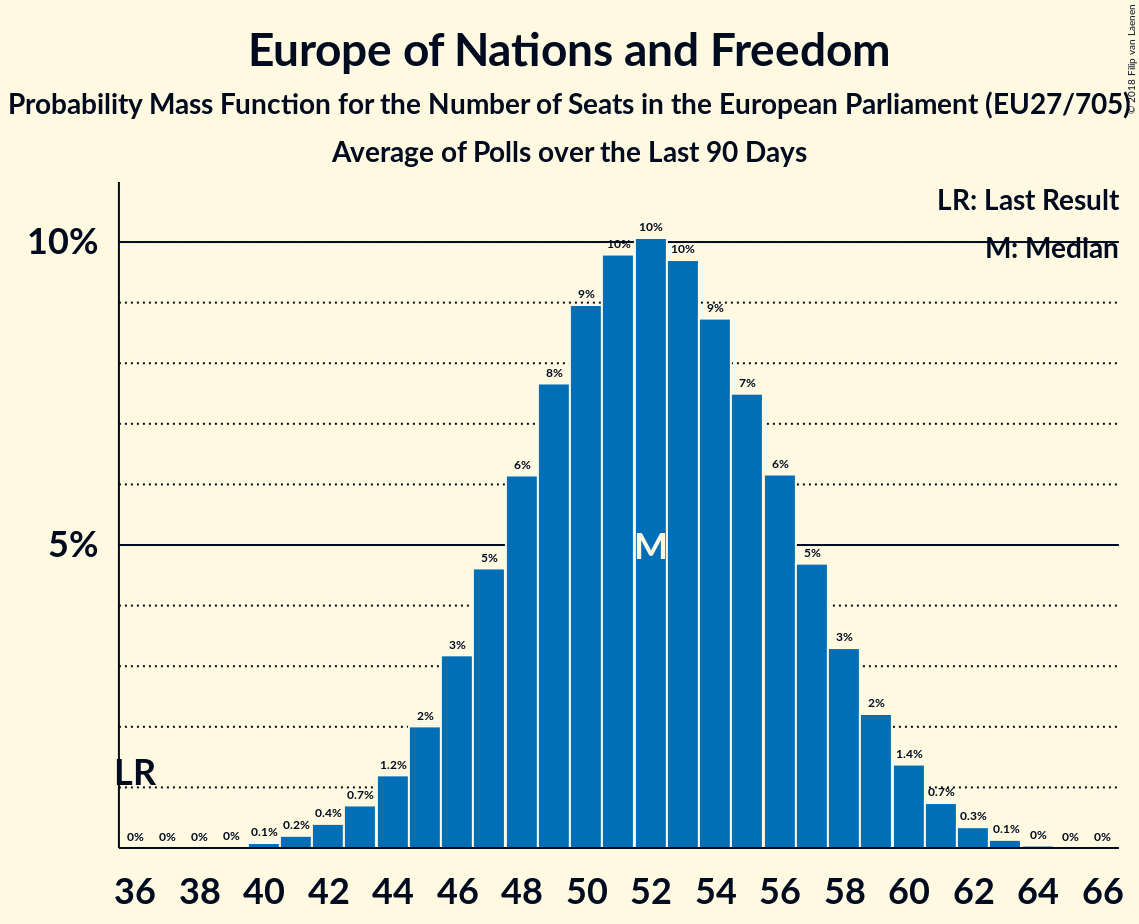 Europe of Nations and Freedom
Probability Mass Function for the Number of Seats in the European Parliament (EU27/705)
Average of Polls over the Last 90 Days
© 2018 Filip van Laenen
LR: Last Result
M: Median
10%
5%
LR
M
0% 0% 0% 0% 0.1% 0.2% 0.4% 0.7% 1.2% 2% 3% 5% 6% 8% 9% 10% 10% 10% 9% 7% 6% 5% 3% 2% 1.4% 0.7% 0.3% 0.1% 0% 0% 0%
36 38 40 42 44 46 48 50 52 54 56 58 60 62 64 66